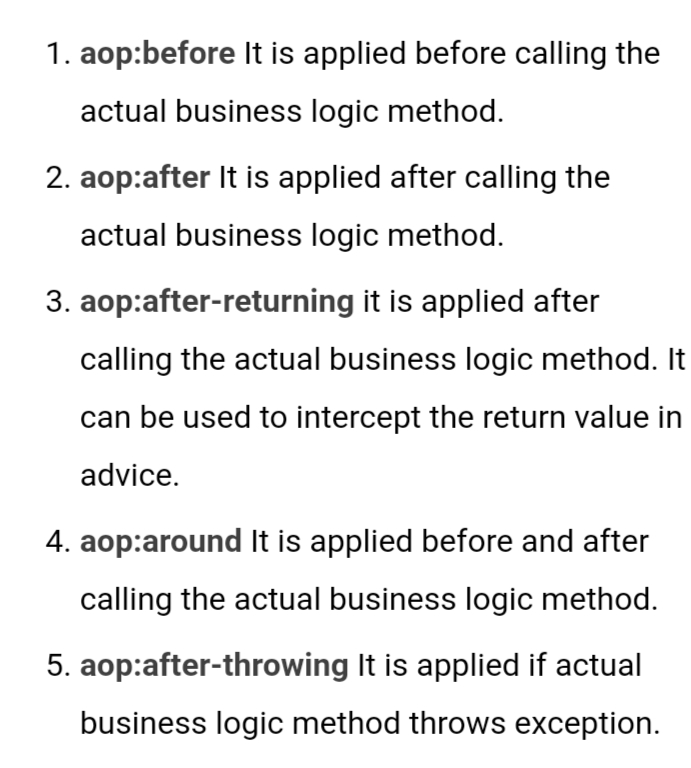 1. aop:before It is applied before calling the
actual business logic method.
2. aop:after It is applied after calling the
actual business logic method.
3. aop:after-returning it is applied after
calling the actual business logic method. It
can be used to intercept the return value in
advice.
4. aop:around It is applied before and after
calling the actual business logic method.
5. aop:after-throwing It is applied if actual
business logic method throws exception.